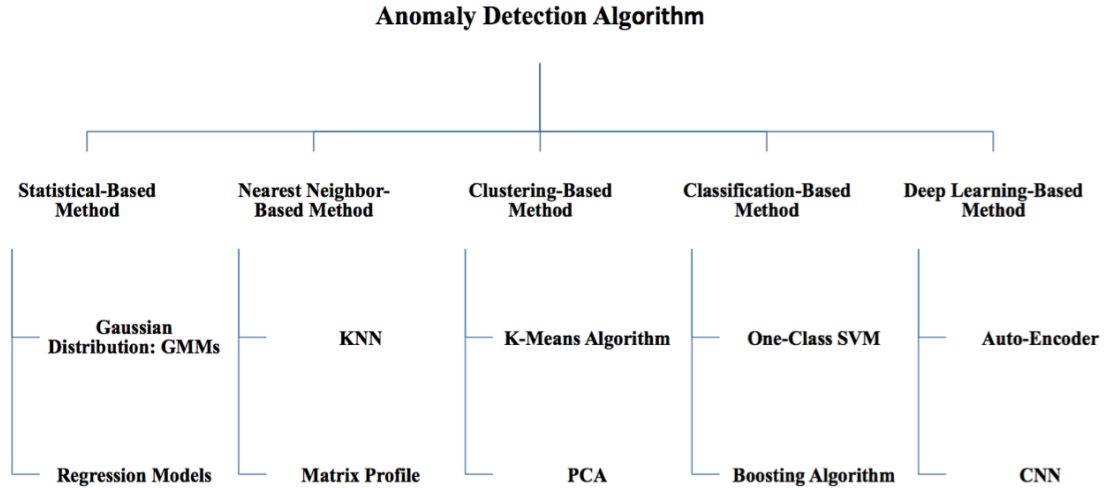 Anomaly Detection Algorithm
Statistical-Based
Method
Nearest Neighbor-
Based Method
Clustering-Based
Method
Classification-Based
Method
Deep Learning-Based
Method
Gaussian
Distribution: GMMs
KNN
K-Means Algorithm
One-Class SVM
Auto-Encoder
Regression Models
Matrix Profile
PCA
Boosting Algorithm
CNN